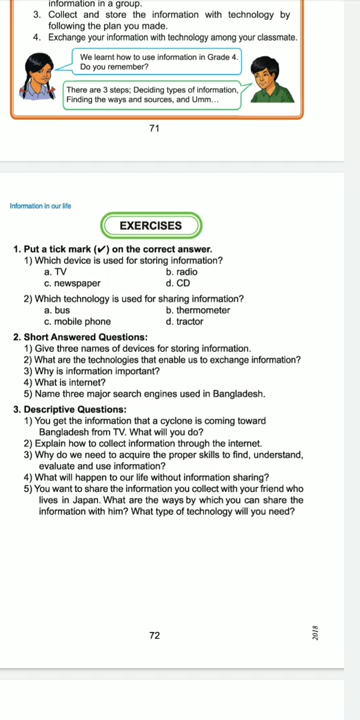 information in a group.
3. Collect and store the information with technology by
following the plan you made.
4. Exchange your information with technology among your classmate.
We learnt how to use information in Grade 4.
Do you remember?
There are 3 steps; Deciding types of information,
Finding the ways and sources, and Umm...
71
Information in our life
EXERCISES
1. Put a tick mark (✔) on the correct answer.
1) Which device is used for storing information?
a. TV b. radio
c. newspaper d. CD
2) Which technology is used for sharing information?
a. bus b. thermometer
c. mobile phone d. tractor
2. Short Answered Questions:
1) Give three names of devices for storing information.
2) What are the technologies that enable us to exchange information?
3) Why is information important?
4) What is internet?
5) Name three major search engines used in Bangladesh.
3. Descriptive Questions:
1) You get the information that a cyclone is coming toward
Bangladesh from TV. What will you do?
2) Explain how to collect information through the internet.
3) Why do we need to acquire the proper skills to find, understand,
evaluate and use information?
4) What will happen to our life without information sharing?
5) You want to share the information you collect with your friend who
lives in Japan. What are the ways by which you can share the
information with him? What type of technology will you need?
72
2018